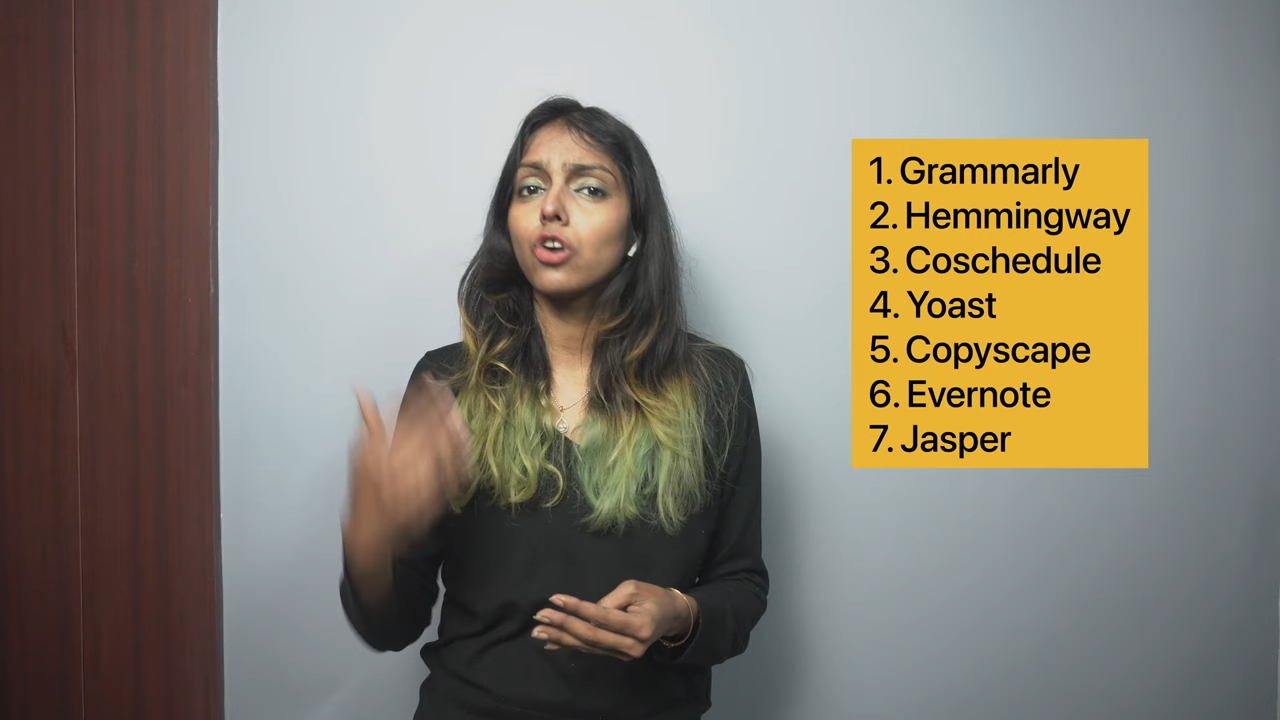 1. Grammarly
2. Hemmingway
3. Coschedule
4. Yoast
5. Copyscape
6. Evernote
7. Jasper